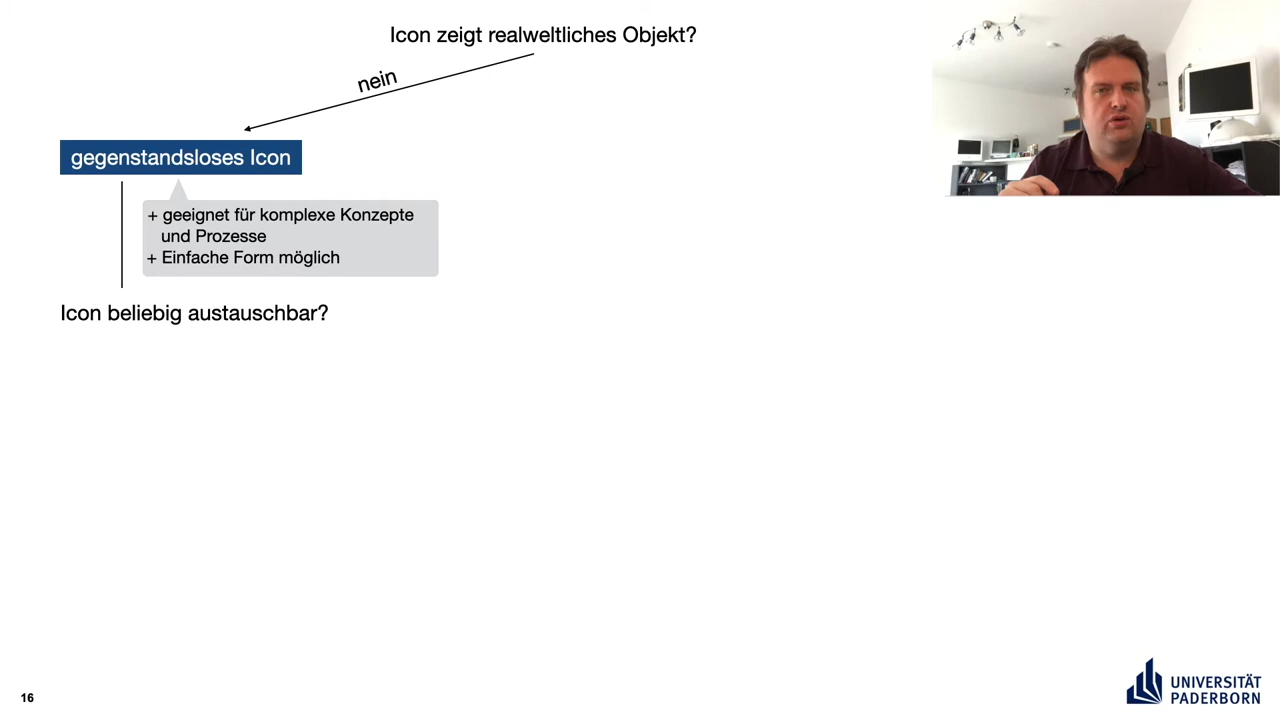 Icon zeigt realweltliches Objekt?
nein
gegenstandsloses Icon
+ geeignet für komplexe Konzepte
und Prozesse
+ Einfache Form möglich
Icon beliebig austauschbar?
16
UNIVERSITÄT
PADERBORN